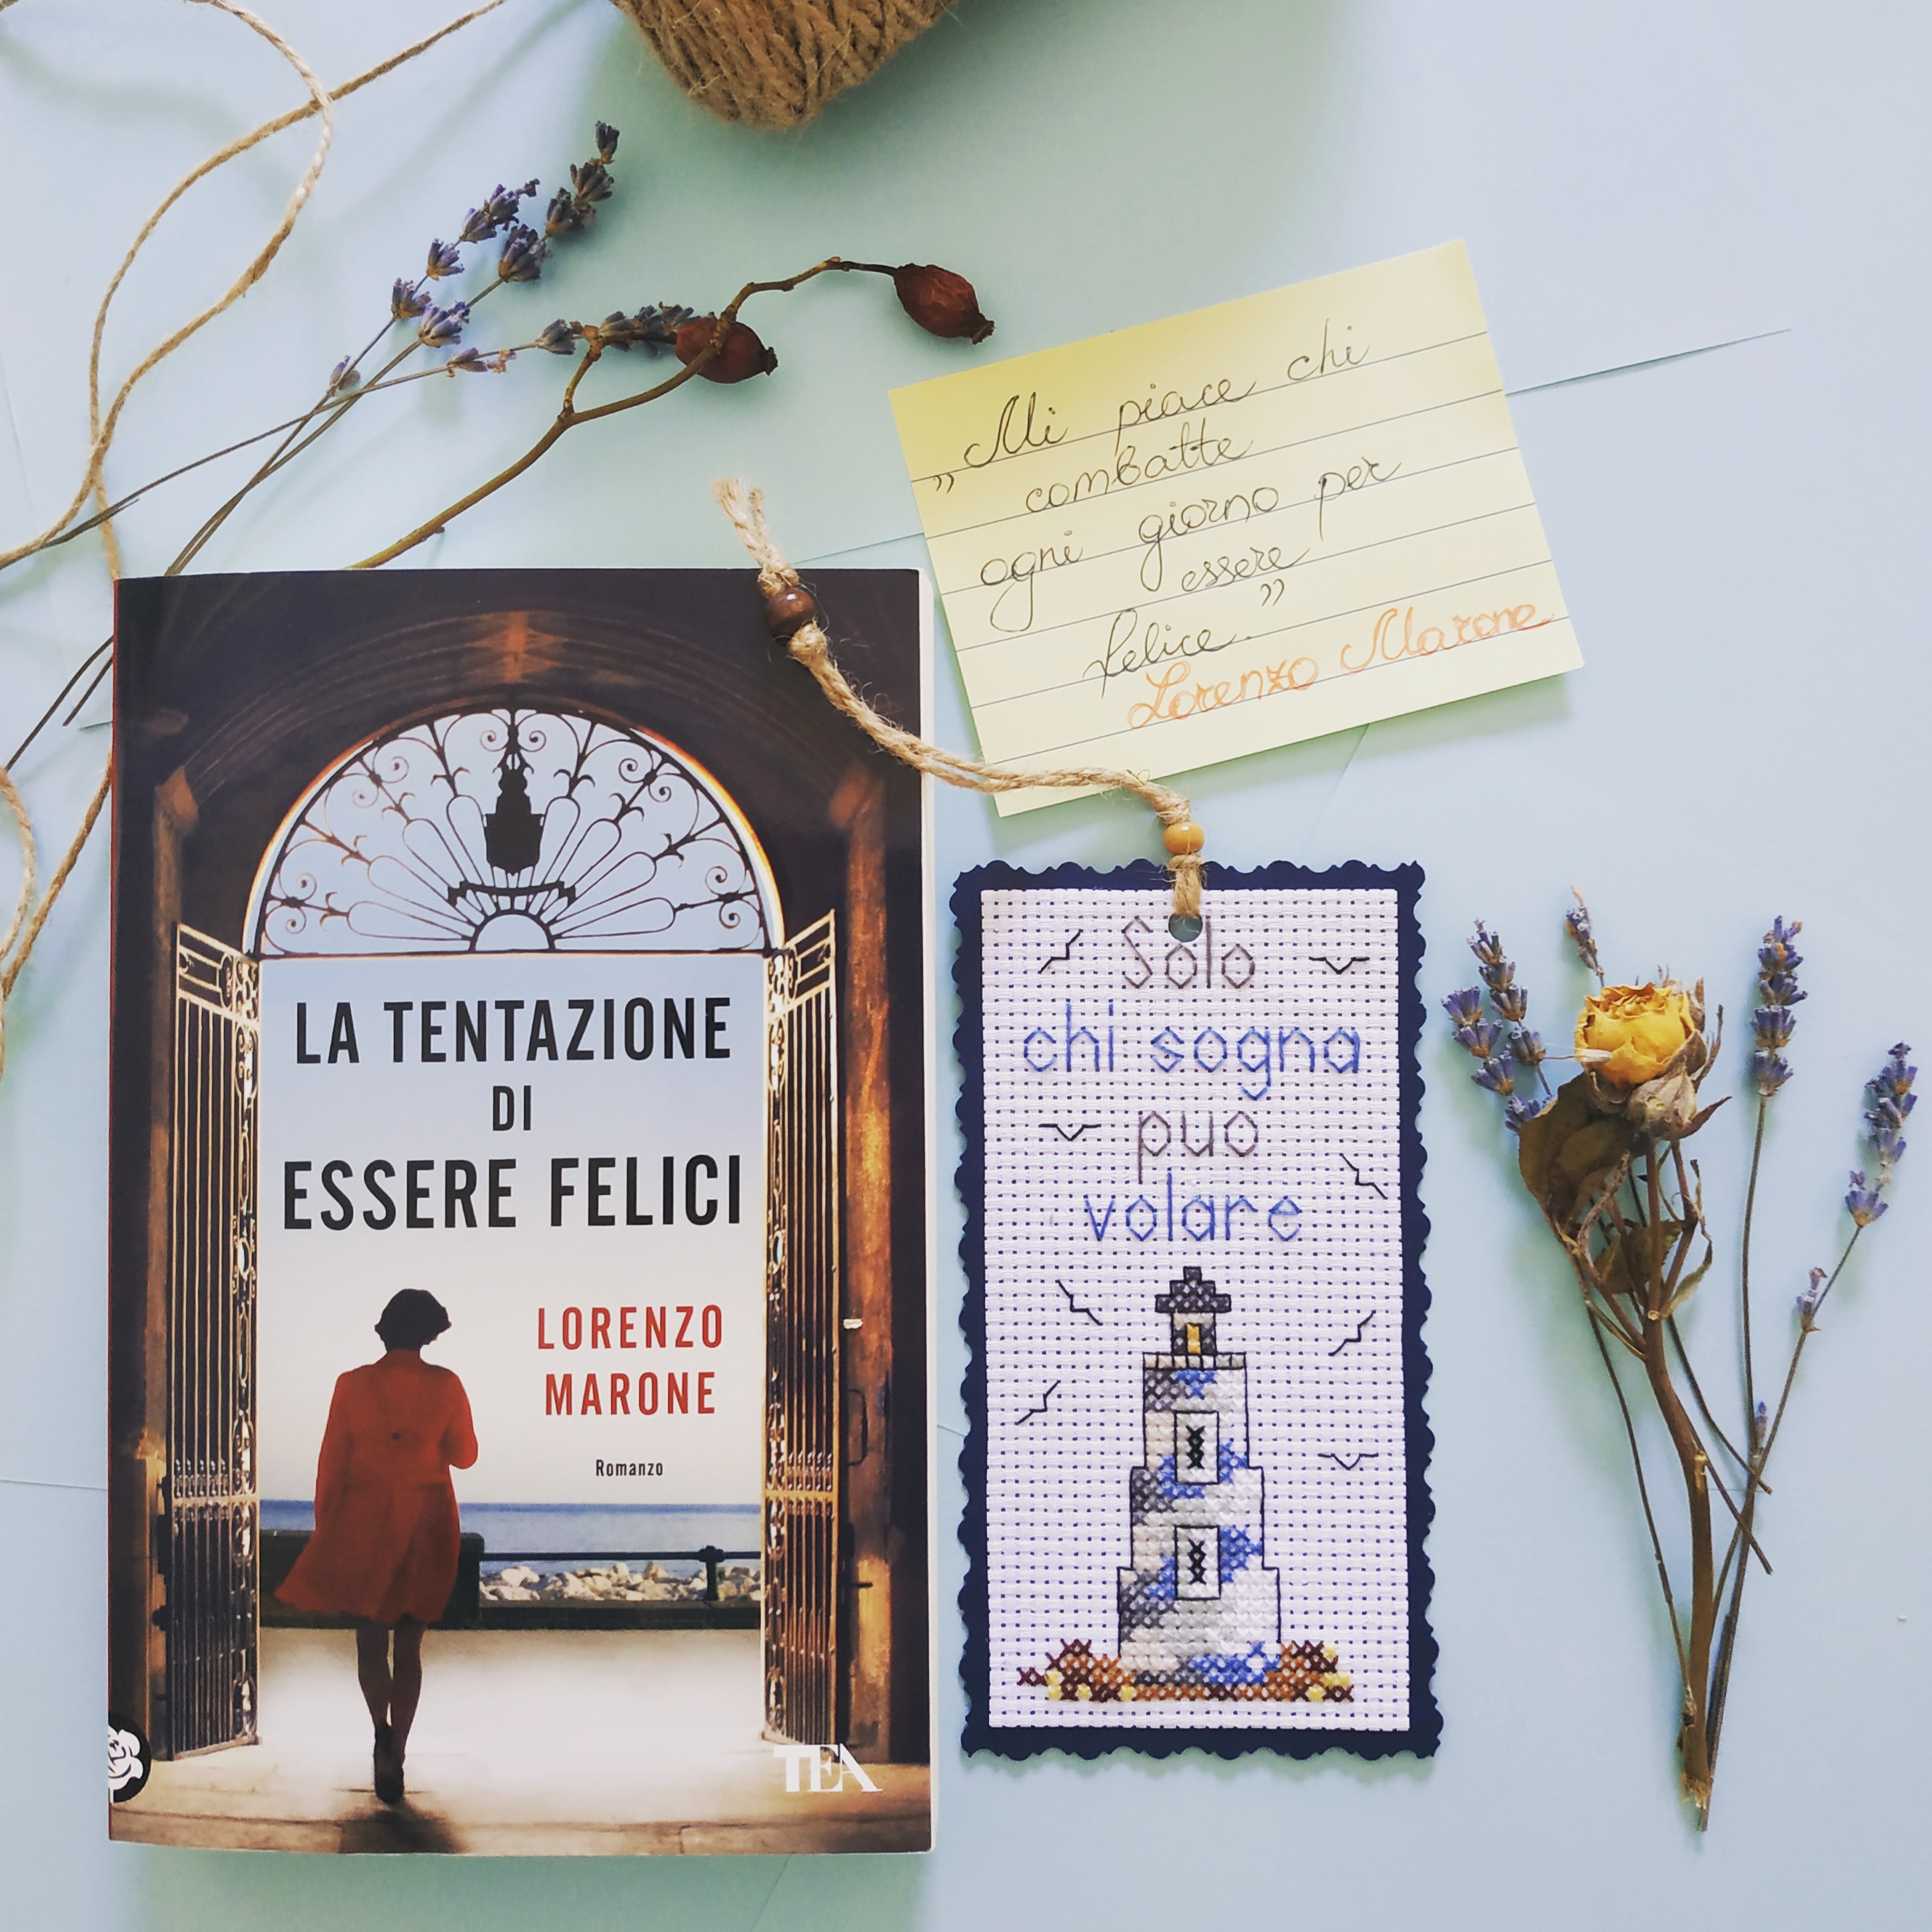 „Mi piace chi
combatte
ogni giorno per
essere
felice.”
Lorenzo Marone
LA TENTAZIONE
DI
ESSERE FELICI
LORENZO
MARONE
Romanzo
TEA
Solo
chi sogna
puo
volare